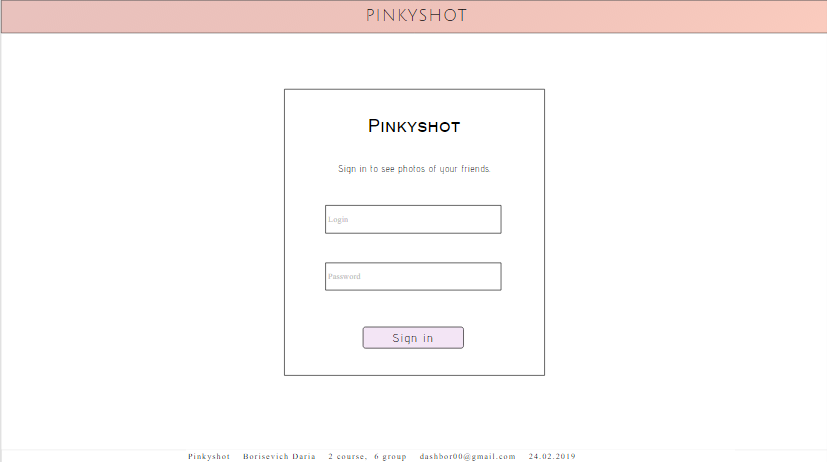 PINKYSHOT
PINKYSHOT
Sign in to see photos of your friends.
Login
Password
Sign in
Pinkyshot Borisevich Daria 2 course, 6 group dashbor00@gmail.com 24.02.2019